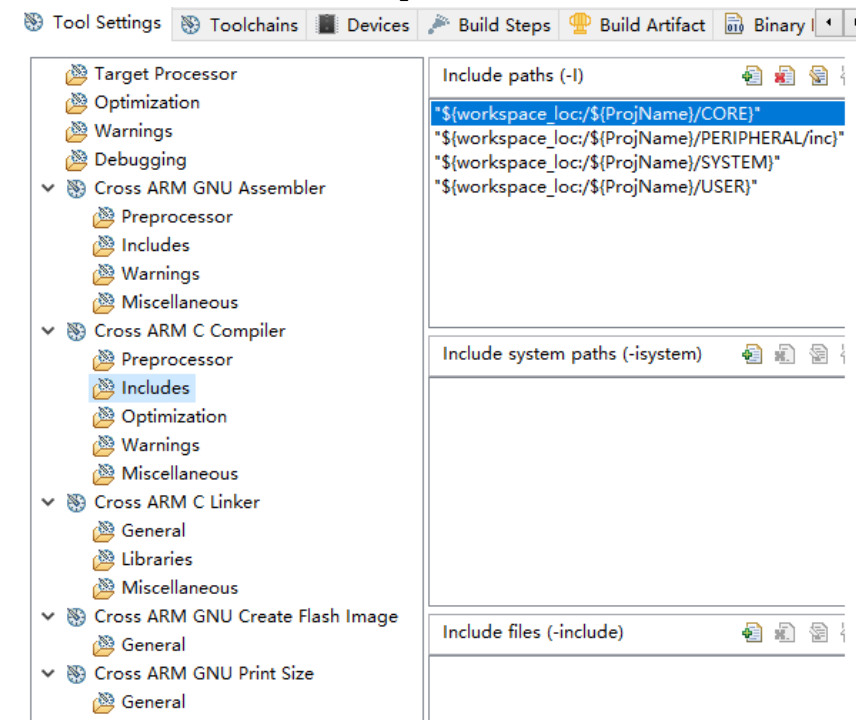 Tool Settings Toolchains Devices Build Steps Build Artifact Binary
Target Processor
Optimization
Warnings
Debugging
Cross ARM GNU Assembler
Preprocessor
Includes
Warnings
Miscellaneous
Cross ARM C Compiler
Preprocessor
Includes
Optimization
Warnings
Miscellaneous
Cross ARM C Linker
General
Libraries
Miscellaneous
Cross ARM GNU Create Flash Image
General
Cross ARM GNU Print Size
General
Include paths (-I)
"${workspace_loc:/${ProjName}/CORE}"
"${workspace_loc:/${ProjName}/PERIPHERAL/inc}"
"${workspace_loc:/${ProjName}/SYSTEM}"
"${workspace_loc:/${ProjName}/USER}"
Include system paths (-isystem)
Include files (-include)